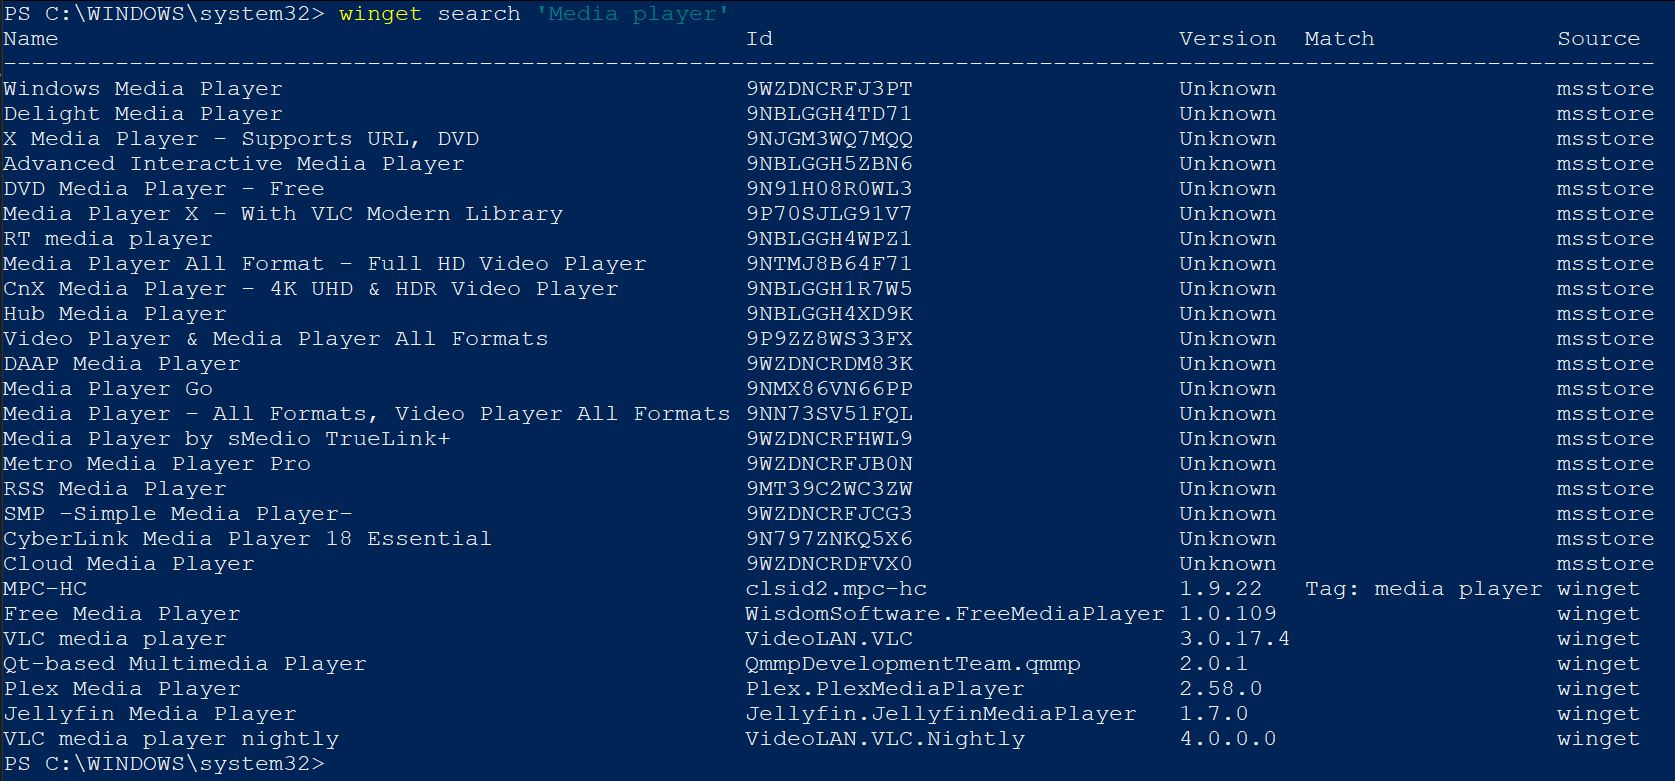 PS C:\WINDOWS\system32> winget search 'Media player'
Name Id Version Match Source
-----------------------------------------------------------------------------------------------------------------------
Windows Media Player 9WZDNCRFJ3PT Unknown msstore
Delight Media Player 9NBLGGH4TD71 Unknown msstore
X Media Player - Supports URL, DVD 9NJGM3WQ7MQQ Unknown msstore
Advanced Interactive Media Player 9NBLGGH5ZBN6 Unknown msstore
DVD Media Player - Free 9N91H08R0WL3 Unknown msstore
Media Player X - With VLC Modern Library 9P70SJLG91V7 Unknown msstore
RT media player 9NBLGGH4WPZ1 Unknown msstore
Media Player All Format - Full HD Video Player 9NTMJ8B64F71 Unknown msstore
CnX Media Player - 4K UHD & HDR Video Player 9NBLGGH1R7W5 Unknown msstore
Hub Media Player 9NBLGGH4XD9K Unknown msstore
Video Player & Media Player All Formats 9P9ZZ8WS33FX Unknown msstore
DAAP Media Player 9WZDNCRDM83K Unknown msstore
Media Player Go 9NMX86VN66PP Unknown msstore
Media Player - All Formats, Video Player All Formats 9NN73SV51FQL Unknown msstore
Media Player by sMedio TrueLink+ 9WZDNCRFHWL9 Unknown msstore
Metro Media Player Pro 9WZDNCRFJB0N Unknown msstore
RSS Media Player 9MT39C2WC3ZW Unknown msstore
SMP -Simple Media Player- 9WZDNCRFJCG3 Unknown msstore
CyberLink Media Player 18 Essential 9N797ZNKQ5X6 Unknown msstore
Cloud Media Player 9WZDNCRDFVX0 Unknown msstore
MPC-HC clsid2.mpc-hc 1.9.22 Tag: media player winget
Free Media Player WisdomSoftware.FreeMediaPlayer 1.0.109 winget
VLC media player VideoLAN.VLC 3.0.17.4 winget
Qt-based Multimedia Player QmmpDevelopmentTeam.qmmp 2.0.1 winget
Plex Media Player Plex.PlexMediaPlayer 2.58.0 winget
Jellyfin Media Player Jellyfin.JellyfinMediaPlayer 1.7.0 winget
VLC media player nightly VideoLAN.VLC.Nightly 4.0.0.0 winget
PS C:\WINDOWS\system32>